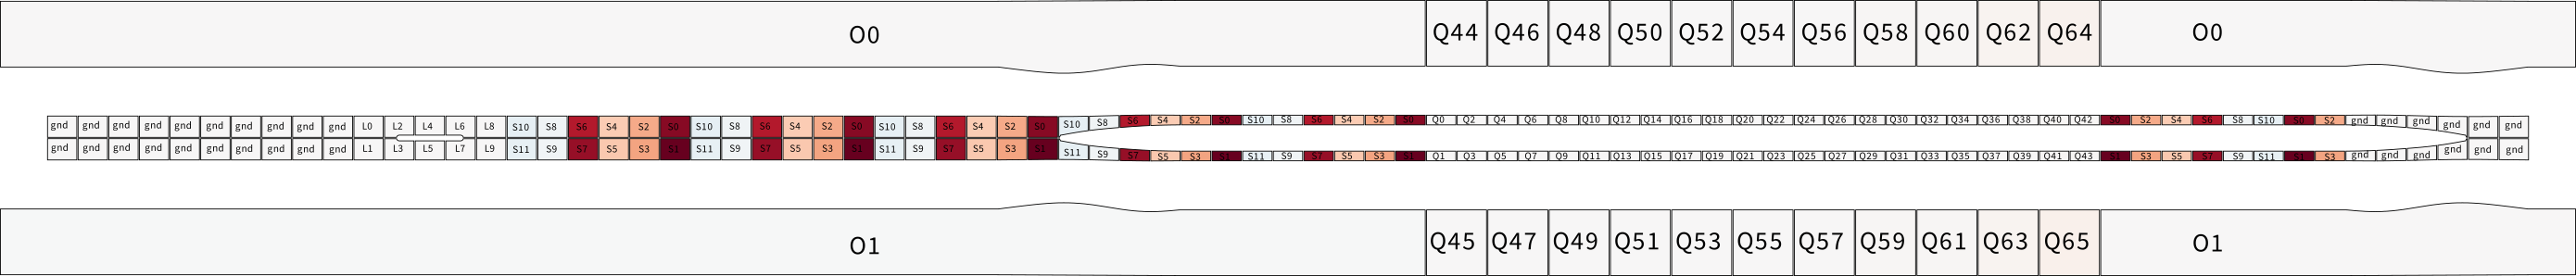 O0 Q44 Q46 Q48 Q50 Q52 Q54 Q56 Q58 Q60 Q62 Q64 O0
gnd gnd gnd gnd gnd gnd gnd gnd gnd gnd L0 L2 L4 L6 L8 S10 S8 S6 S4 S2 S0 S10 S8 S6 S4 S2 S0 S10 S8 S6 S4 S2 S0 S10 S8 S6 S4 S2 S0 S10 S8 S6 S4 S2 S0 Q0 Q2 Q4 Q6 Q8 Q10 Q12 Q14 Q16 Q18 Q20 Q22 Q24 Q26 Q28 Q30 Q32 Q34 Q36 Q38 Q40 Q42 S0 S2 S4 S6 S8 S10 S0 S2 gnd gnd gnd gnd gnd gnd
gnd gnd gnd gnd gnd gnd gnd gnd gnd gnd L1 L3 L5 L7 L9 S11 S9 S7 S5 S3 S1 S11 S9 S7 S5 S3 S1 S11 S9 S7 S5 S3 S1 S11 S9 S7 S5 S3 S1 S11 S9 S7 S5 S3 S1 Q1 Q3 Q5 Q7 Q9 Q11 Q13 Q15 Q17 Q19 Q21 Q23 Q25 Q27 Q29 Q31 Q33 Q35 Q37 Q39 Q41 Q43 S1 S3 S5 S7 S9 S11 S1 S3 gnd gnd gnd gnd gnd gnd
O1 Q45 Q47 Q49 Q51 Q53 Q55 Q57 Q59 Q61 Q63 Q65 O1